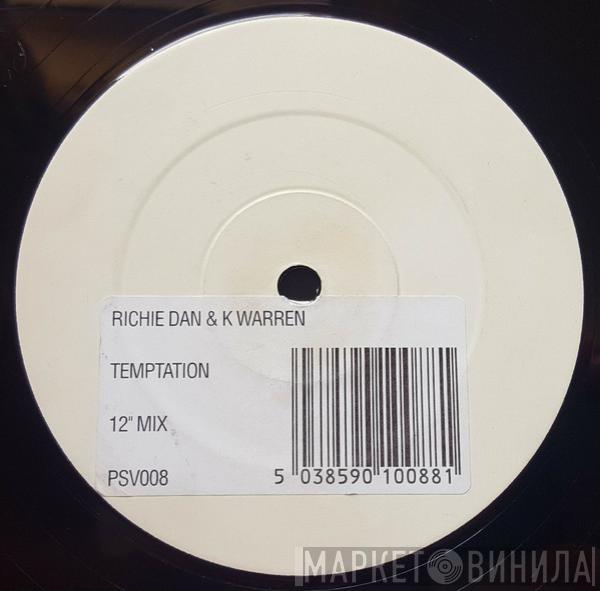 RICHIE DAN & K WARREN
TEMPTATION
12" MIX
PSV008
5 038590 100881
МАРКЕТ ВИНИЛА